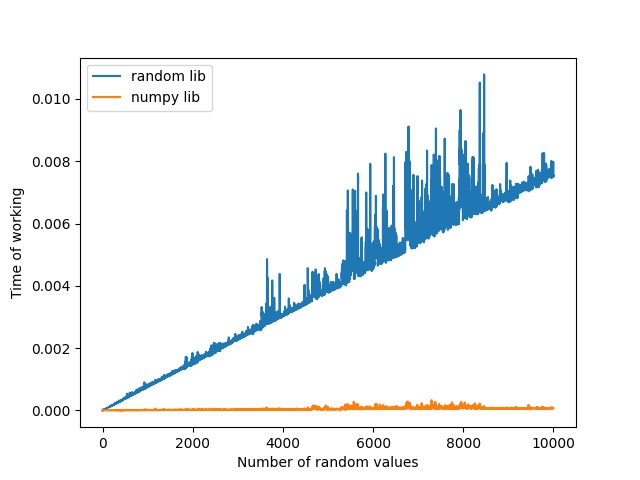 random lib
numpy lib
0.010
0.008
0.006
0.004
0.002
0.000
Time of working
0 2000 4000 6000 8000 10000
Number of random values